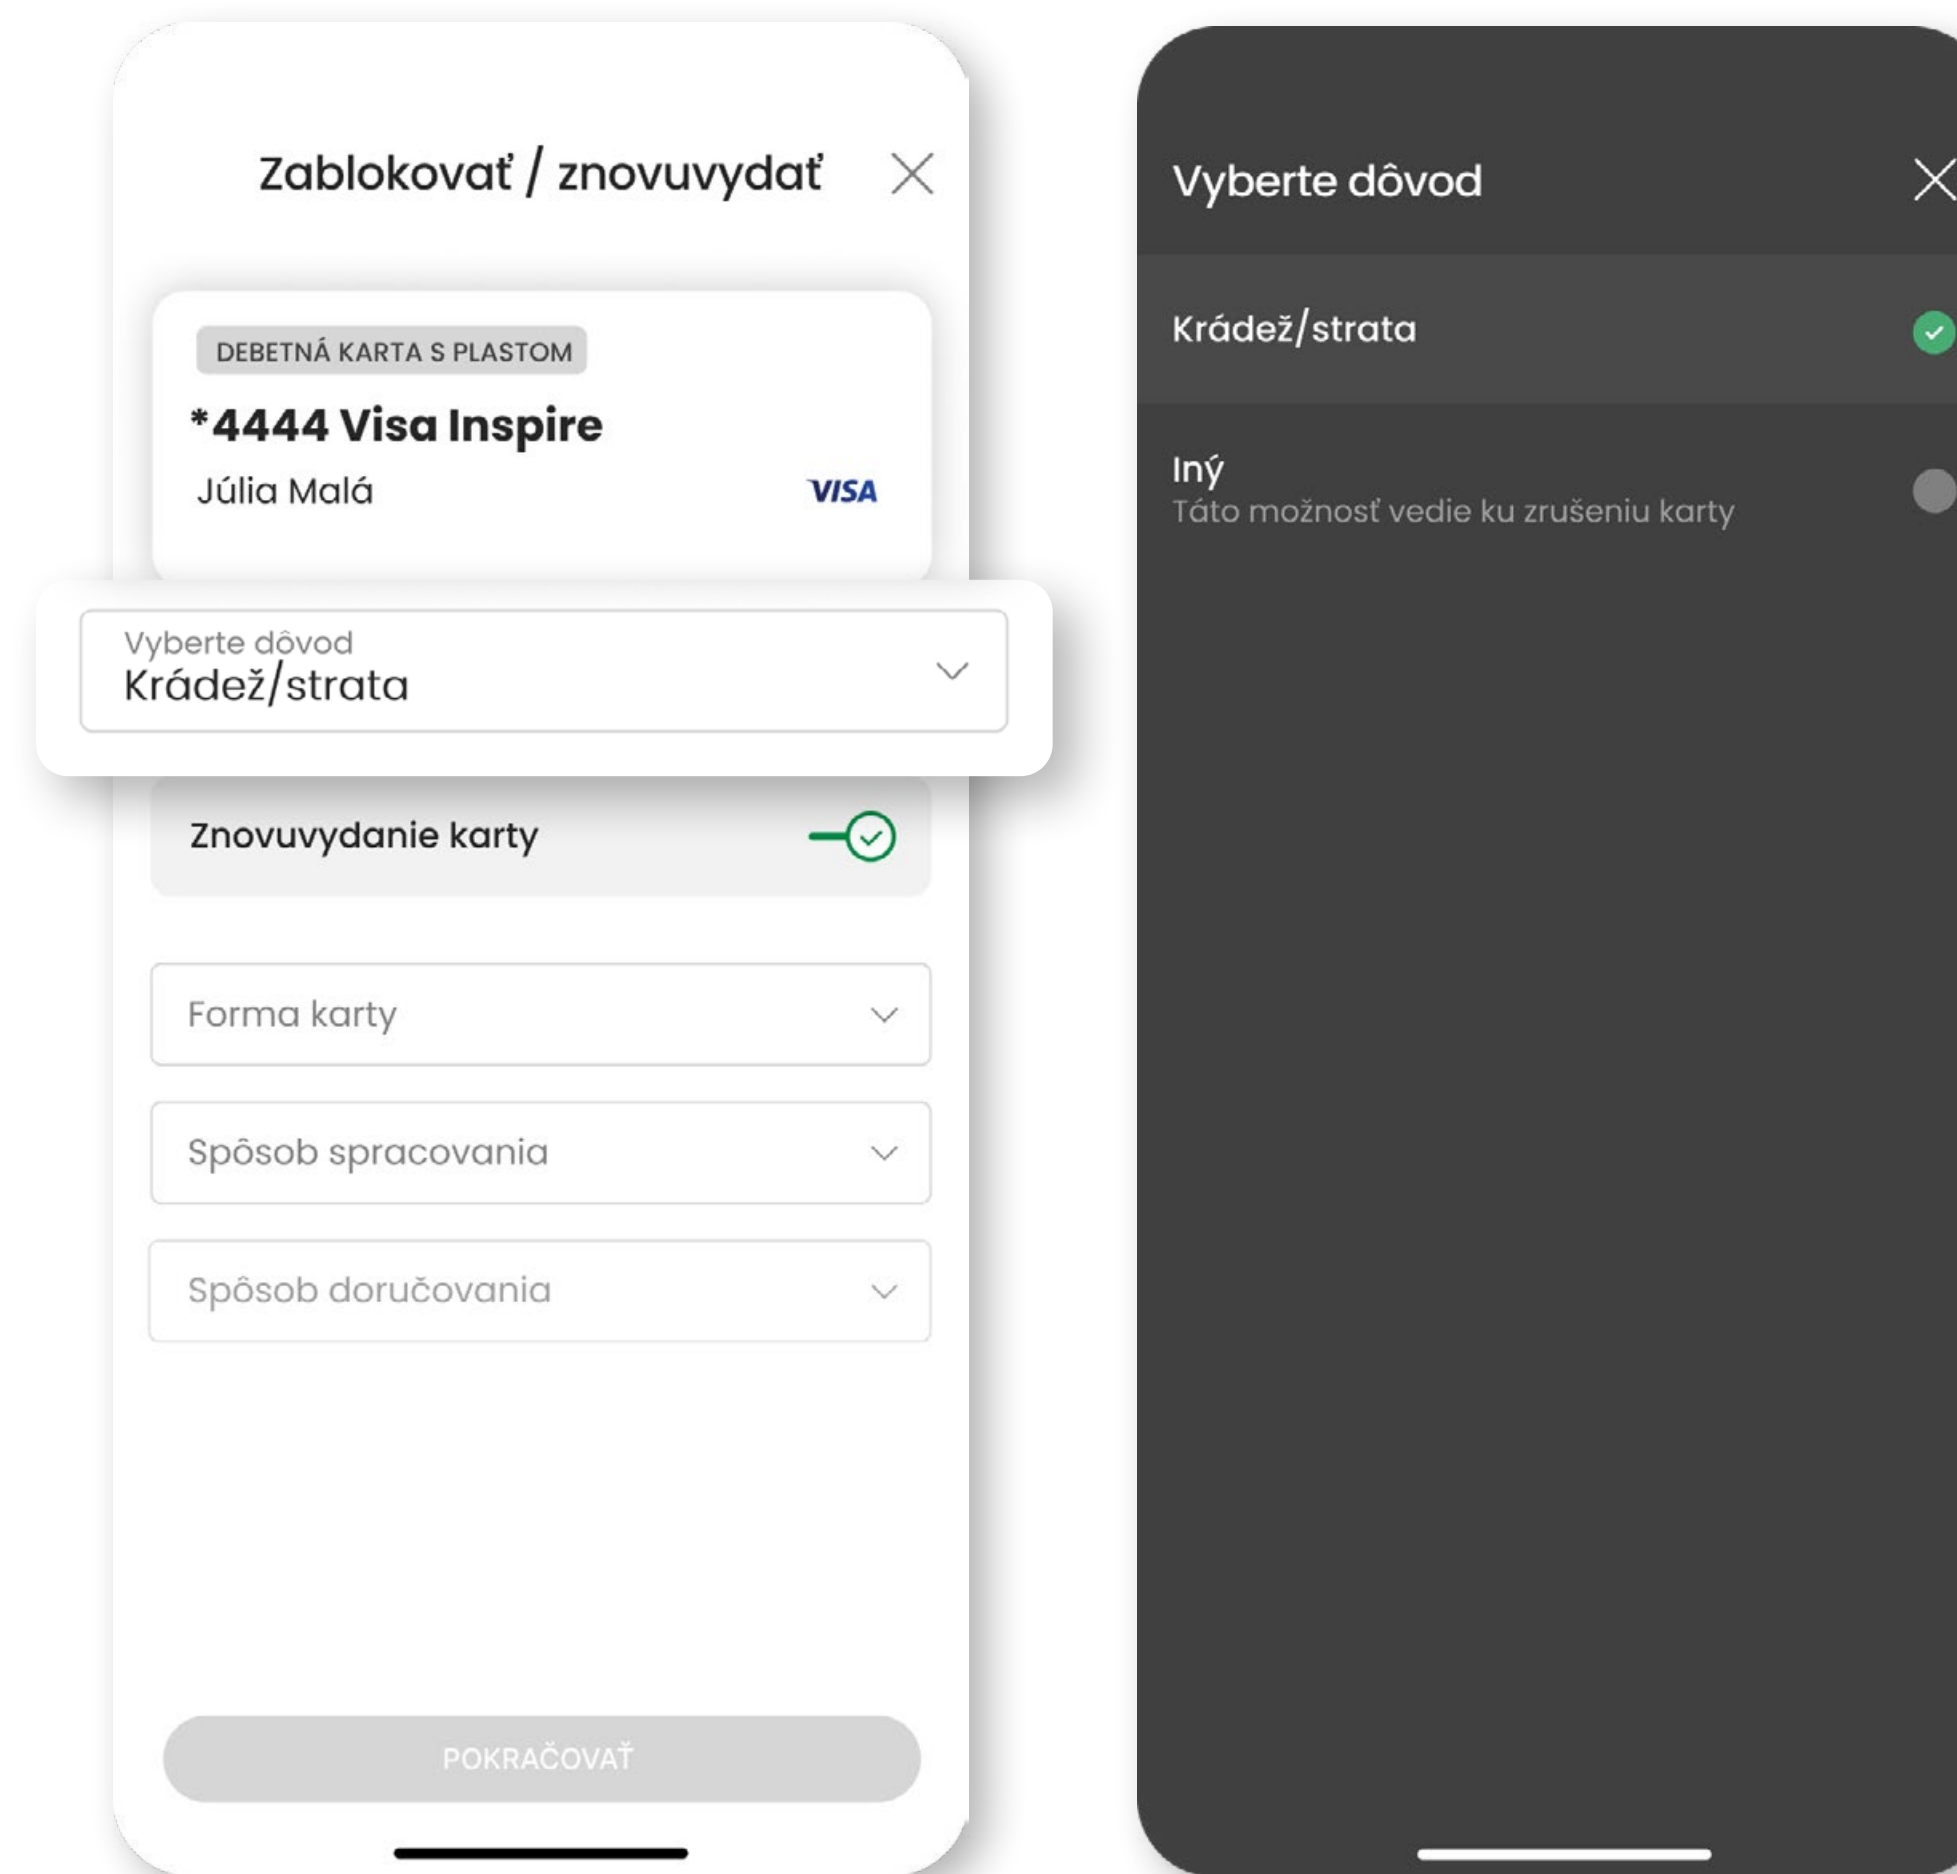 Zablokovať / znovuvydať
DEBETNÁ KARTA S PLASTOM
*4444 Visa Inspire
Júlia Malá
VISA
Vyberte dôvod
Krádež/strata
Znovuvydanie karty
Forma karty
Spôsob spracovania
Spôsob doručovania
POKRAČOVAŤ
Vyberte dôvod
Krádež/strata
Iný
Táto možnosť vedie ku zrušeniu karty